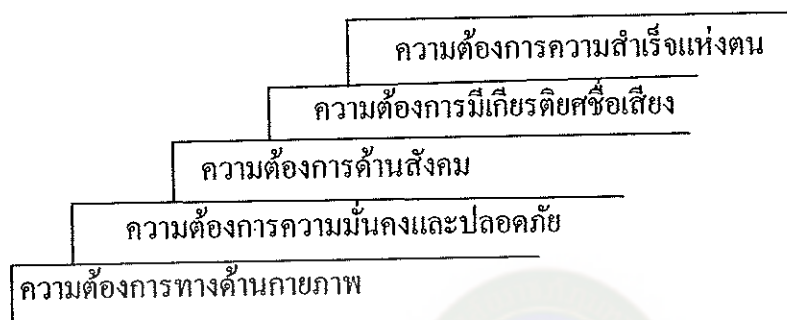 ความต้องการความสำเร็จแห่งตน
ความต้องการมีเกียรติยศชื่อเสียง
ความต้องการด้านสังคม
ความต้องการความมั่นคงและปลอดภัย
ความต้องการทางด้านกายภาพ